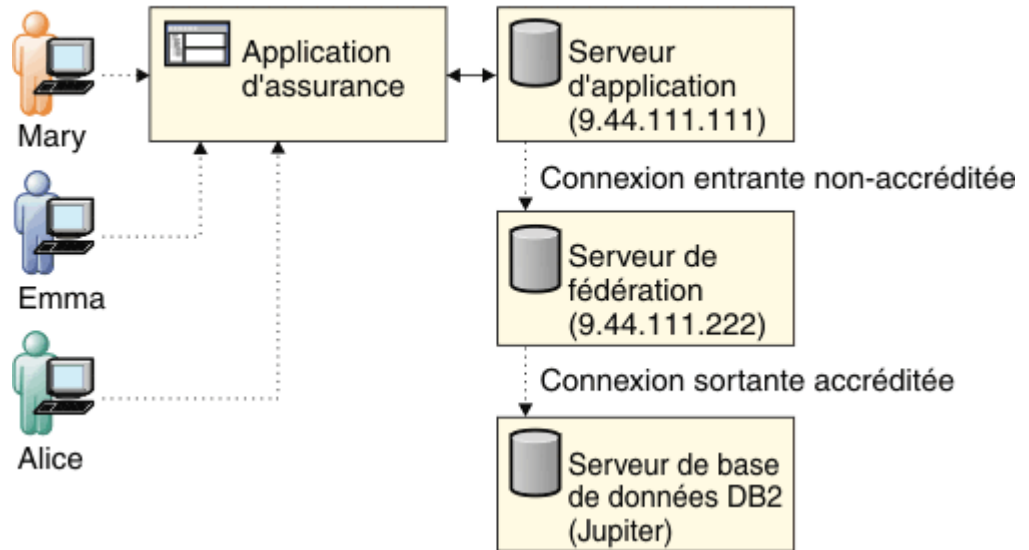 Mary
Application
d'assurance
Serveur
d'application
(9.44.111.111)
Connexion entrante non-accréditée
Emma
Serveur de
fédération
(9.44.111.222)
Connexion sortante accréditée
Alice
Serveur de base
de données DB2
(Jupiter)